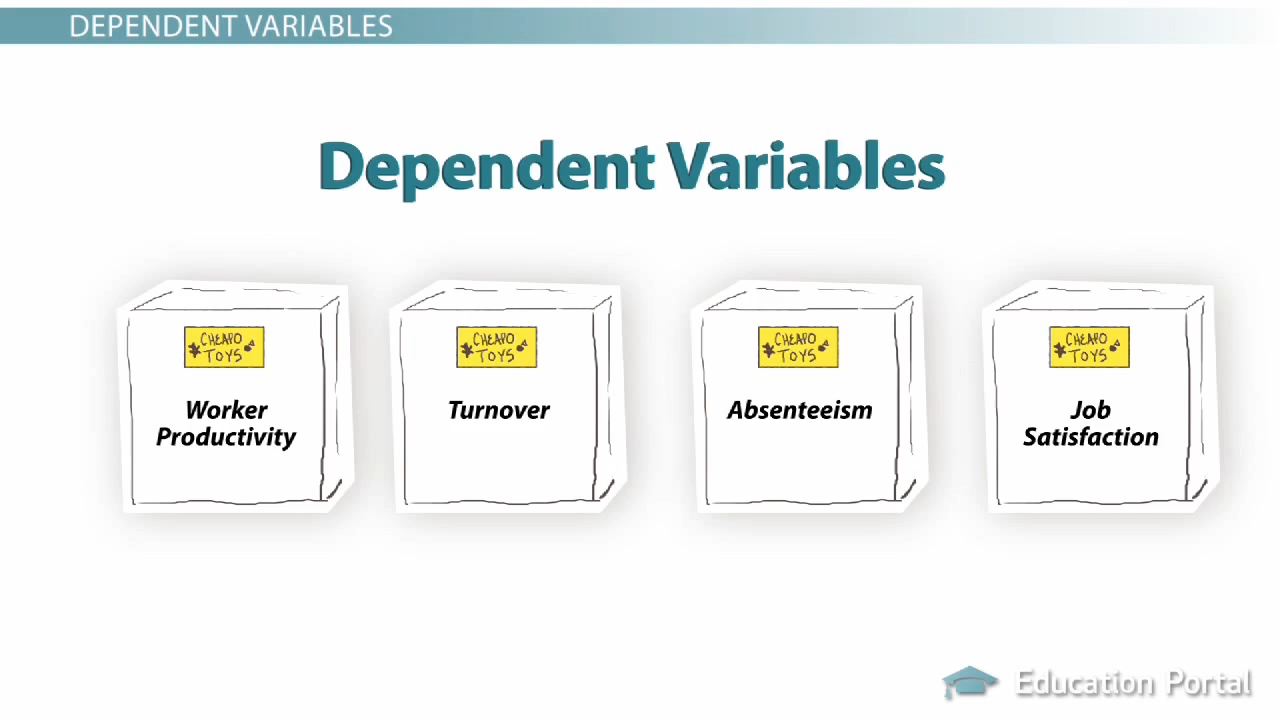 DEPENDENT VARIABLES
Dependent Variables
CHEAPO
TOYS
Worker
Productivity
CHEAPO
TOYS
Turnover
CHEAPO
TOYS
Absenteeism
CHEAPO
TOYS
Job
Satisfaction
Education Portal